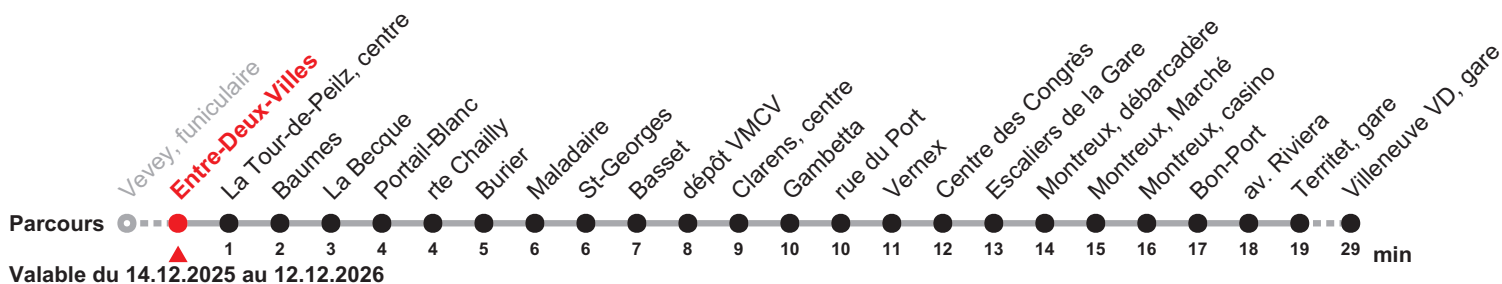 Vevey, funiculaire
Entre-Deux-Villes
La Tour-de-Peilz, centre
Baumes
La Becque
Portail-Blanc
rte Chailly
Burier
Maladaire
St-Georges
Basset
dépôt VMCV
Clarens, centre
Gambetta
rue du Port
Vernex
Centre des Congrès
Escaliers de la Gare
Montreux, débarcadère
Montreux, Marché
Montreux, casino
Bon-Port
av. Riviera
Territet, gare
Villeneuve VD, gare
Parcours
1 2 3 4 4 5 6 6 7 8 9 10 10 11 12 13 14 15 16 17 18 19 29 min
Valable du 14.12.2025 au 12.12.2026